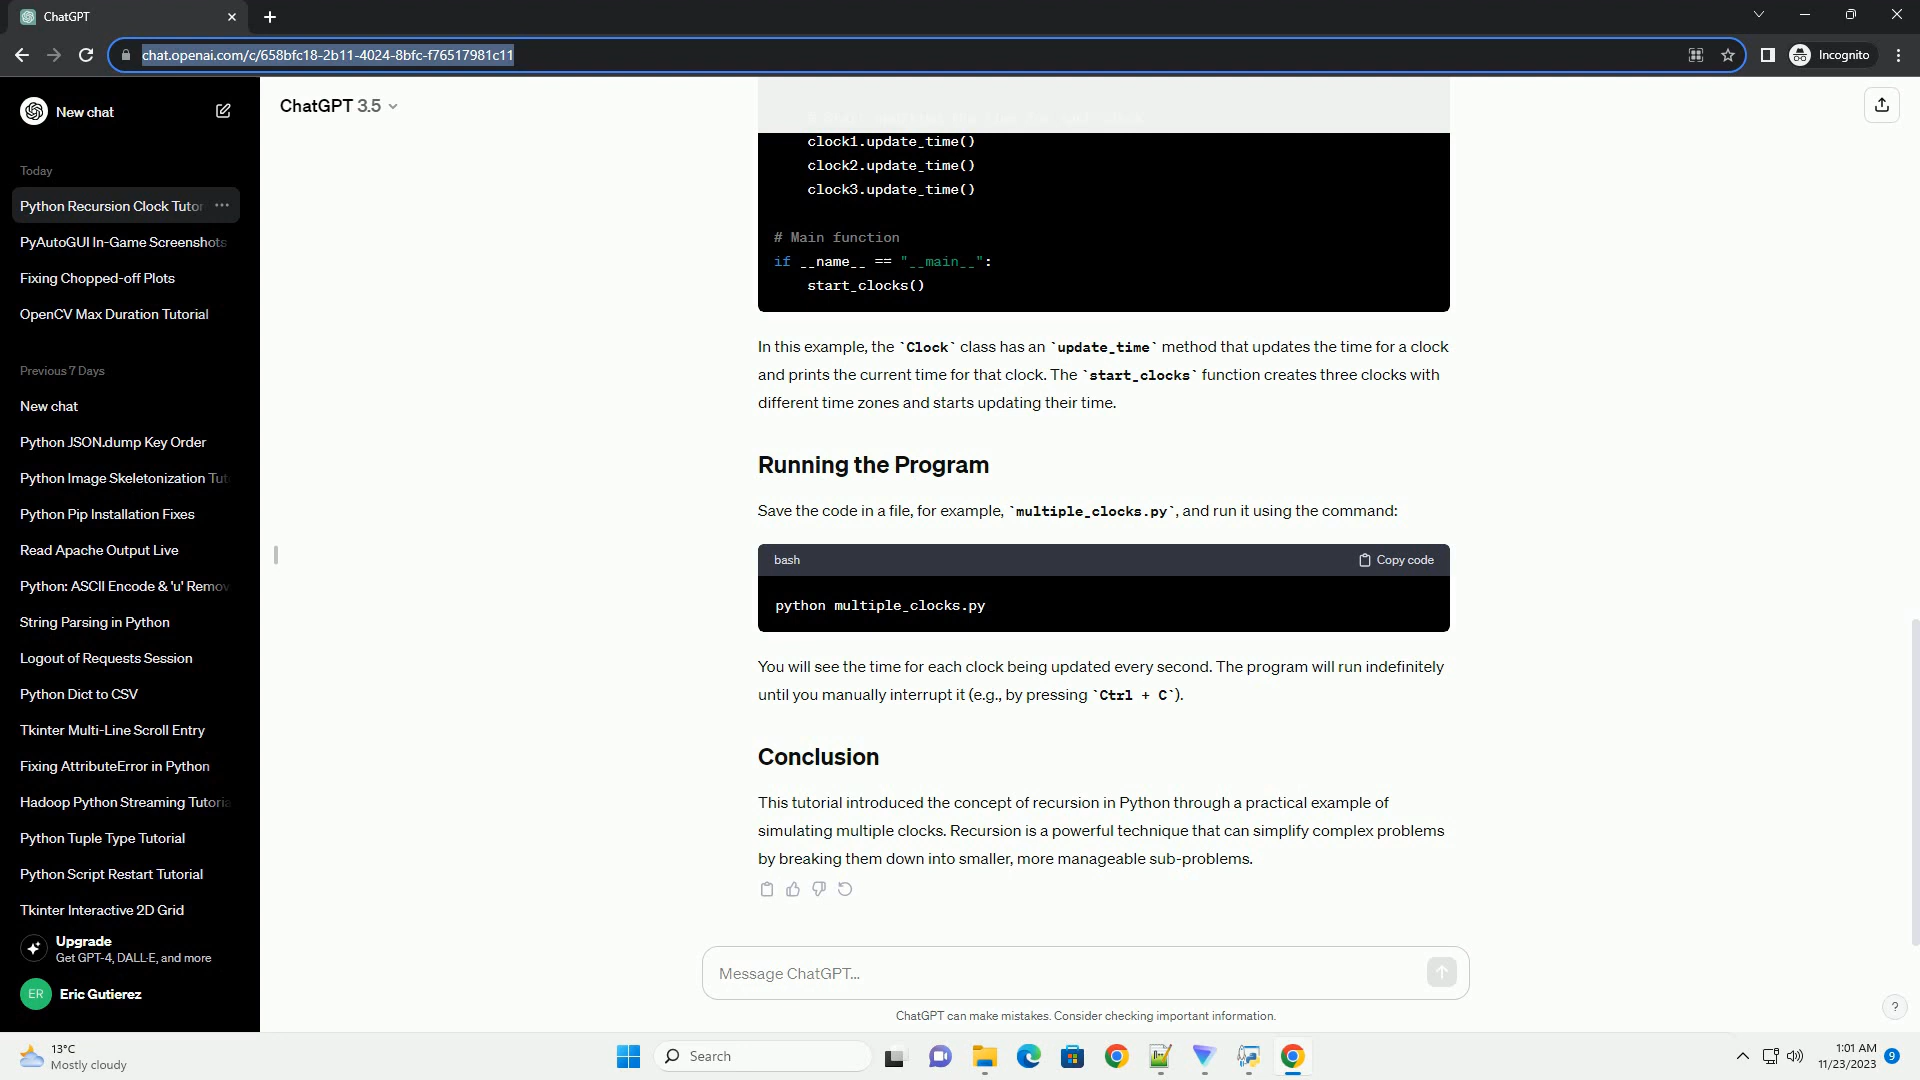 ChatGPT
chat.openai.com/c/658bfc18-2b11-4024-8bfc-f76517981c11
Incognito
New chat
Today
Python Recursion Clock Tutor
PyAutoGUI In-Game Screenshots
Fixing Chopped-off Plots
OpenCV Max Duration Tutorial
Previous 7 Days
New chat
Python JSON.dump Key Order
Python Image Skeletonization Tut
Python Pip Installation Fixes
Read Apache Output Live
Python: ASCII Encode & 'u' Remov
String Parsing in Python
Logout of Requests Session
Python Dict to CSV
Tkinter Multi-Line Scroll Entry
Fixing AttributeError in Python
Hadoop Python Streaming Tutoria
Python Tuple Type Tutorial
Python Script Restart Tutorial
Tkinter Interactive 2D Grid
Upgrade
Get GPT-4, DALL·E, and more
ER Eric Gutierez
ChatGPT 3.5
clock1.update_time()
clock2.update_time()
clock3.update_time()
# Main function
if __name__ == "__main__":
start_clocks()
In this example, the `Clock` class has an `update_time` method that updates the time for a clock
and prints the current time for that clock. The `start_clocks` function creates three clocks with
different time zones and starts updating their time.
Running the Program
Save the code in a file, for example, `multiple_clocks.py`, and run it using the command:
bash
Copy code
python multiple_clocks.py
You will see the time for each clock being updated every second. The program will run indefinitely
until you manually interrupt it (e.g., by pressing `Ctrl + C`).
Conclusion
This tutorial introduced the concept of recursion in Python through a practical example of
simulating multiple clocks. Recursion is a powerful technique that can simplify complex problems
by breaking them down into smaller, more manageable sub-problems.
Message ChatGPT...
ChatGPT can make mistakes. Consider checking important information.
?
13°C
Mostly cloudy
Search
1:01 AM
11/23/2023
9